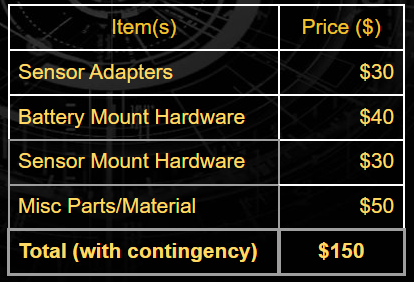 Item(s) Price ($)
Sensor Adapters $30
Battery Mount Hardware $40
Sensor Mount Hardware $30
Misc Parts/Material $50
Total (with contingency) $150